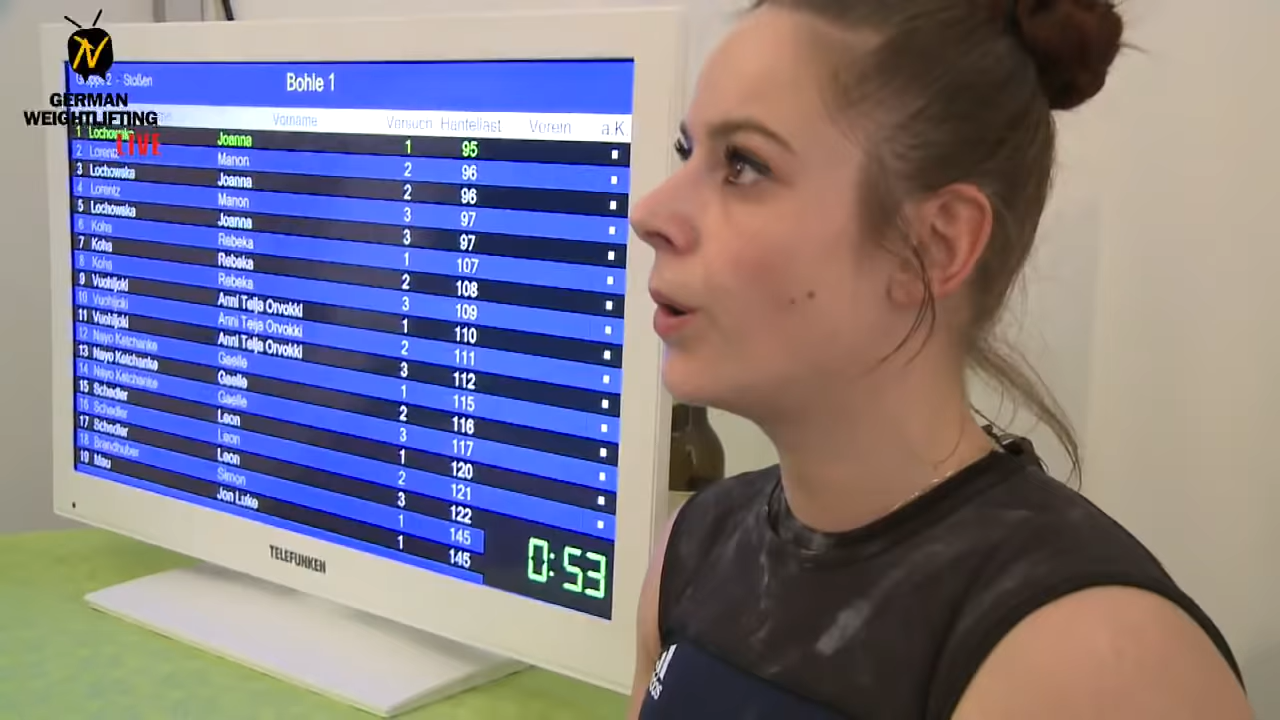 GERMAN
WEIGHTLIFTING
LIVE
Gruppe 2 - Stoßen
Bohle 1
Vorname Versuch Hantellast Verein a.K.
1 Lochowska Joanna 1 95
2 Lorentz Manon 2 96
3 Lochowska Joanna 2 96
4 Lorentz Manon 3 97
5 Lochowska Joanna 3 97
6 Koha Rebeka 1 107
7 Koha Rebeka 2 108
8 Koha Rebeka 3 109
9 Vuohijoki Anni Teija Orvokki 1 110
10 Vuohijoki Anni Teija Orvokki 2 111
11 Vuohijoki Anni Teija Orvokki 3 112
12 Nayo Ketchanke Gaelle 1 115
13 Nayo Ketchanke Gaelle 2 116
14 Nayo Ketchanke Gaelle 3 117
15 Schedler Leon 1 120
16 Schedler Leon 2 121
17 Schedler Leon 3 122
18 Brandhuber Simon 1 145
19 Mau Jon Luke 1 145
0:53
TELEFUNKEN